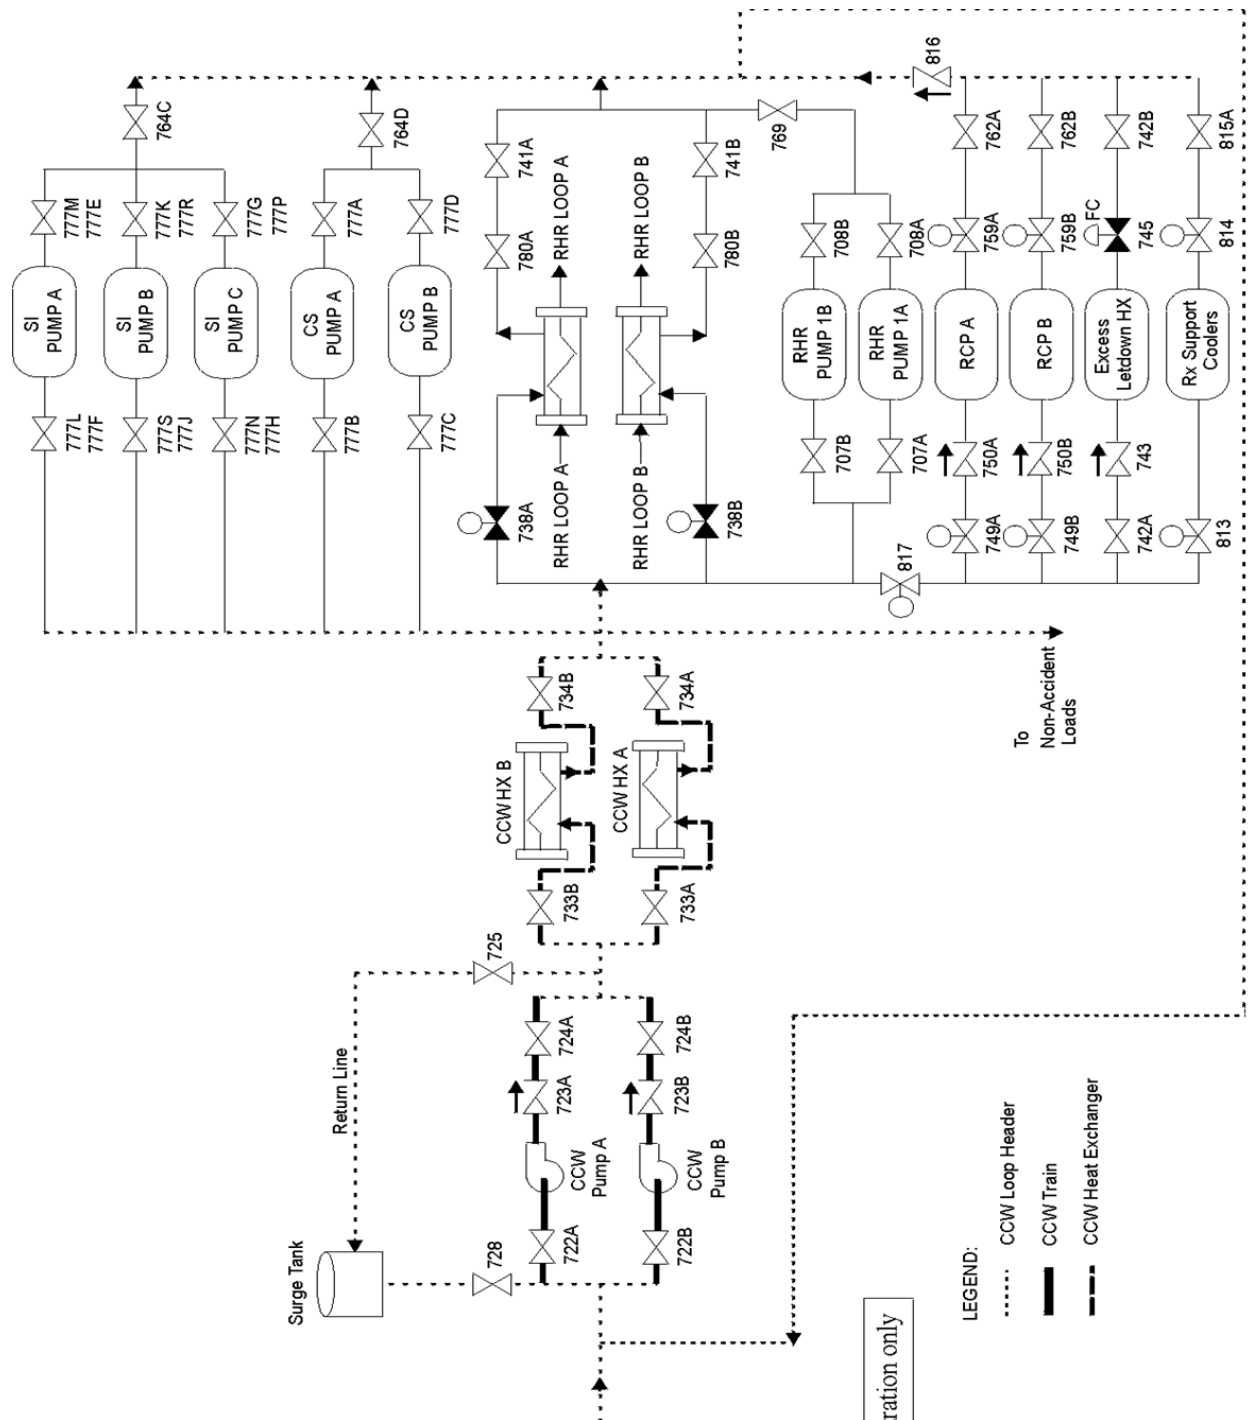 SI
PUMP A
SI
PUMP B
SI
PUMP C
CS
PUMP A
CS
PUMP B
777M
777E
777K
777R
777G
777P
777A
777D
764C
764D
777L
777F
777S
777J
777N
777H
777B
777C
RHR LOOP A
RHR LOOP A
RHR LOOP B
RHR LOOP B
738A
738B
780A
741A
780B
741B
769
RHR
PUMP 1B
RHR
PUMP 1A
707B
707A
708B
708A
RCP A
RCP B
Excess
Letdown HX
Rx Support
Coolers
749A
750A
759A
762A
749B
750B
759B
762B
742A
743
FC
745
742B
813
814
815A
816
817
To
Non-Accident
Loads
CCW HX B
CCW HX A
733B
734B
733A
734A
725
Return Line
Surge Tank
728
722A
CCW
Pump A
723A
724A
722B
CCW
Pump B
723B
724B
LEGEND:
CCW Loop Header
CCW Train
CCW Heat Exchanger
ration only